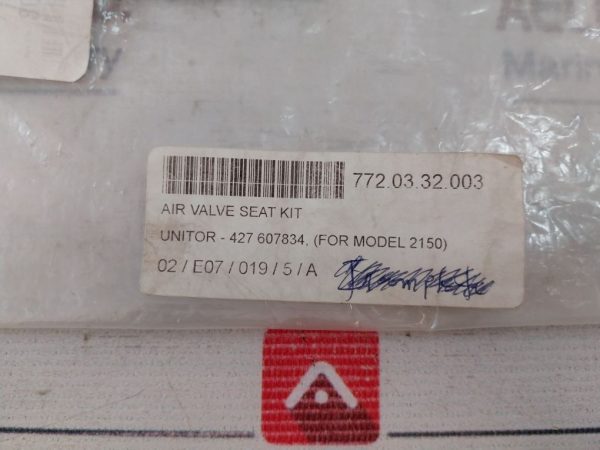 772.03.32.003
AIR VALVE SEAT KIT
UNITOR - 427 607834, (FOR MODEL 2150)
02 / E07 / 019 / 5 / A